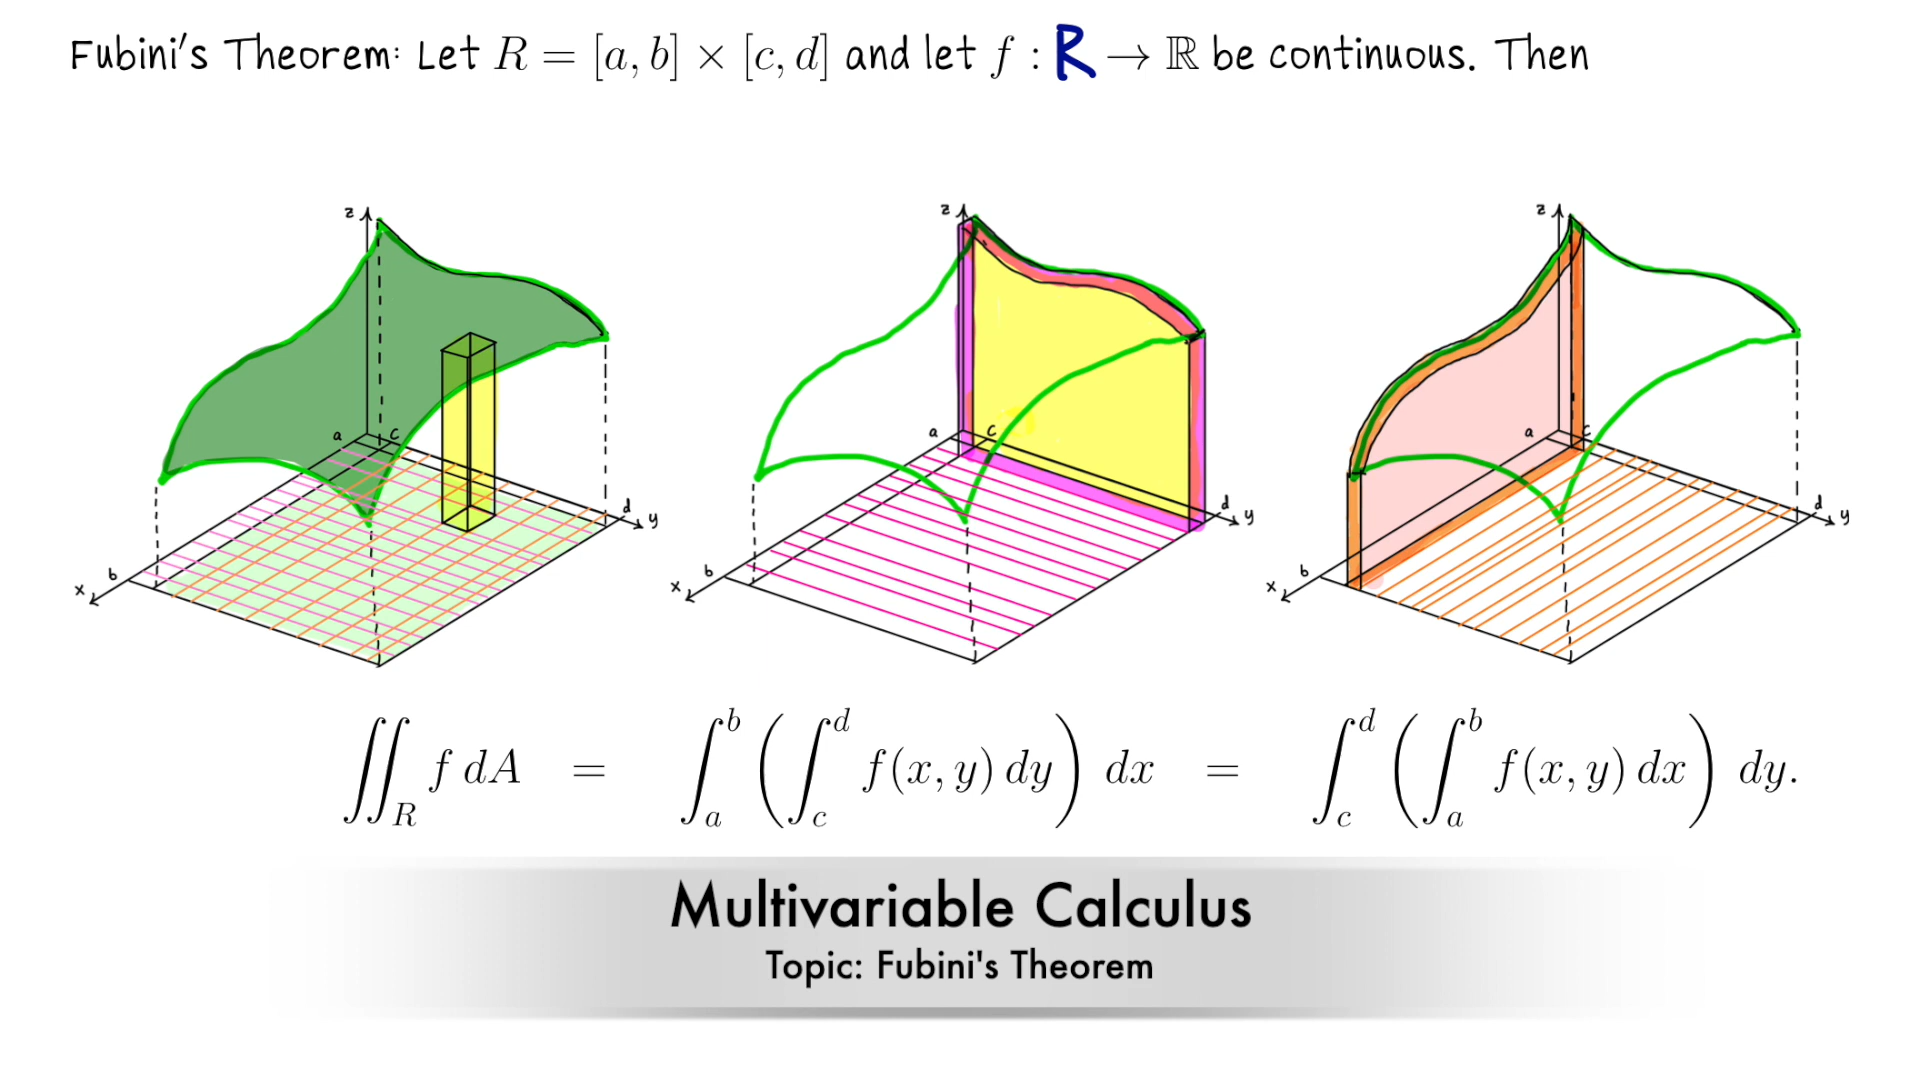 Fubini's Theorem: Let R = [a, b] × [c, d] and let f : R → ℝ be continuous. Then
z z z
a c a c a c
d y d y d y
x b x b x b
∬_R f dA = ∫_a^b (∫_c^d f(x, y) dy) dx = ∫_c^d (∫_a^b f(x, y) dx) dy.
Multivariable Calculus
Topic: Fubini's Theorem